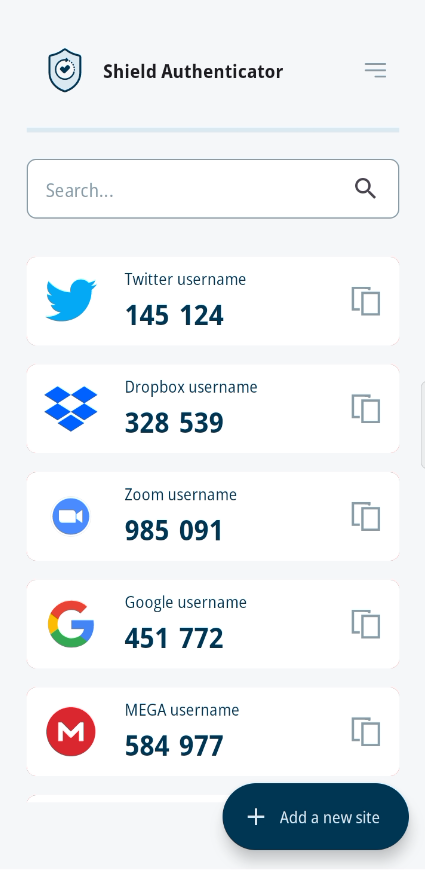 Shield Authenticator
Search...
Twitter username
145 124
Dropbox username
328 539
Zoom username
985 091
Google username
451 772
MEGA username
584 977
Add a new site